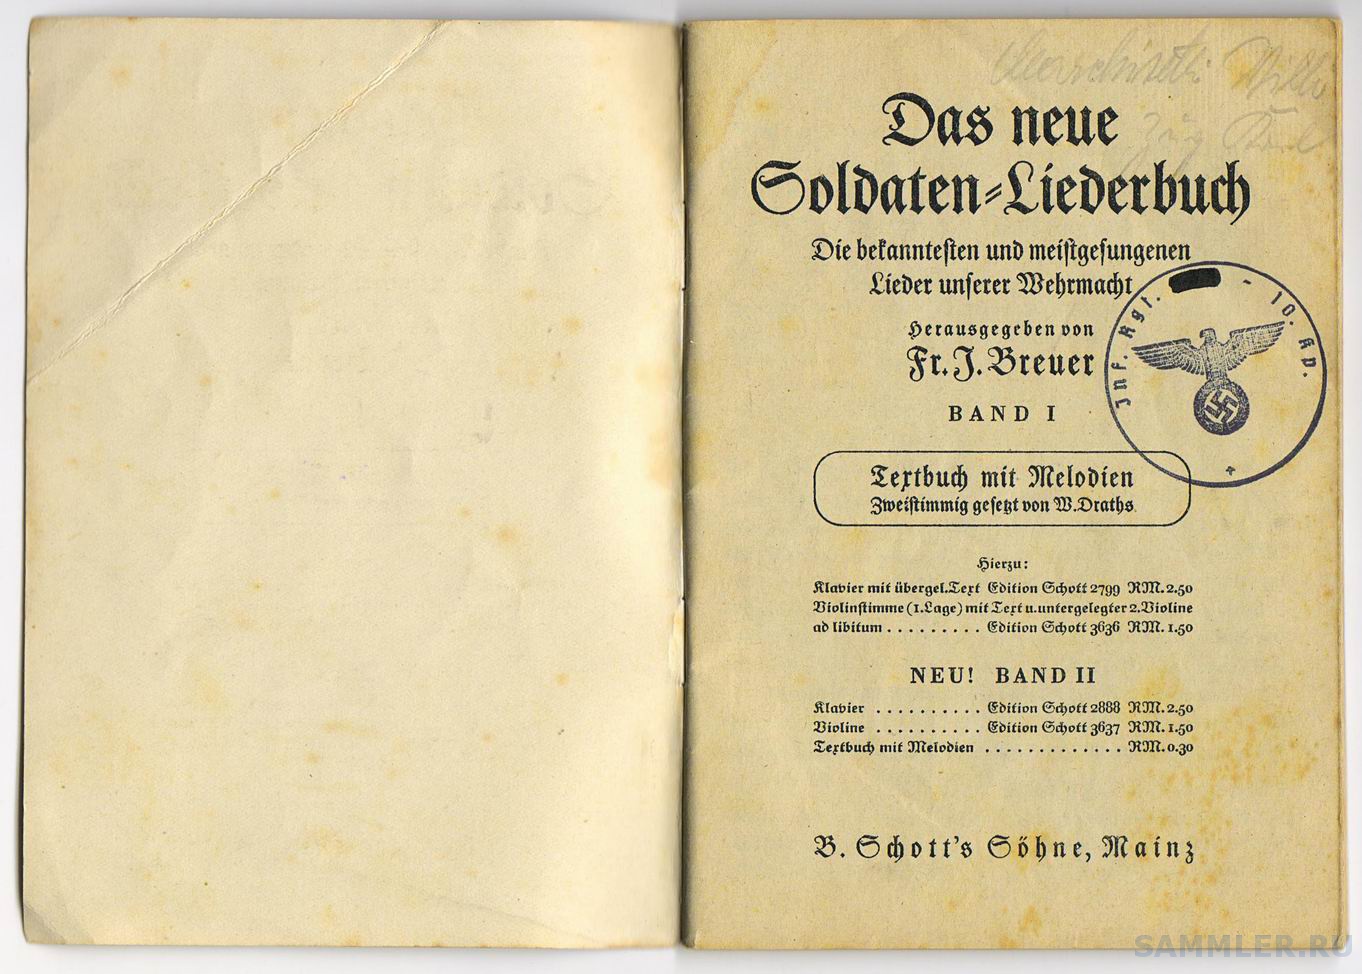 Das neue
Soldaten-Liederbuch
Die bekanntesten und meistgesungenen
Lieder unserer Wehrmacht
Herausgegeben von
Fr. J. Breuer
BAND I
Inf. Rgt. - 10. Kp.
Textbuch mit Melodien
Zweistimmig gesetzt von W. Draths
Hierzu:
Klavier mit übergel. Text Edition Schott 2799 RM. 2.50
Violinstimme (1. Lage) mit Text u. untergelegter 2. Violine
ad libitum . . . . . . . . . Edition Schott 3636 RM. 1.50
NEU! BAND II
Klavier . . . . . . . . . . Edition Schott 2888 RM. 2.50
Violine . . . . . . . . . . Edition Schott 3637 RM. 1.50
Textbuch mit Melodien . . . . . . . . . . . . . RM. 0.30
B. Schott's Söhne, Mainz
SAMMLER.RU